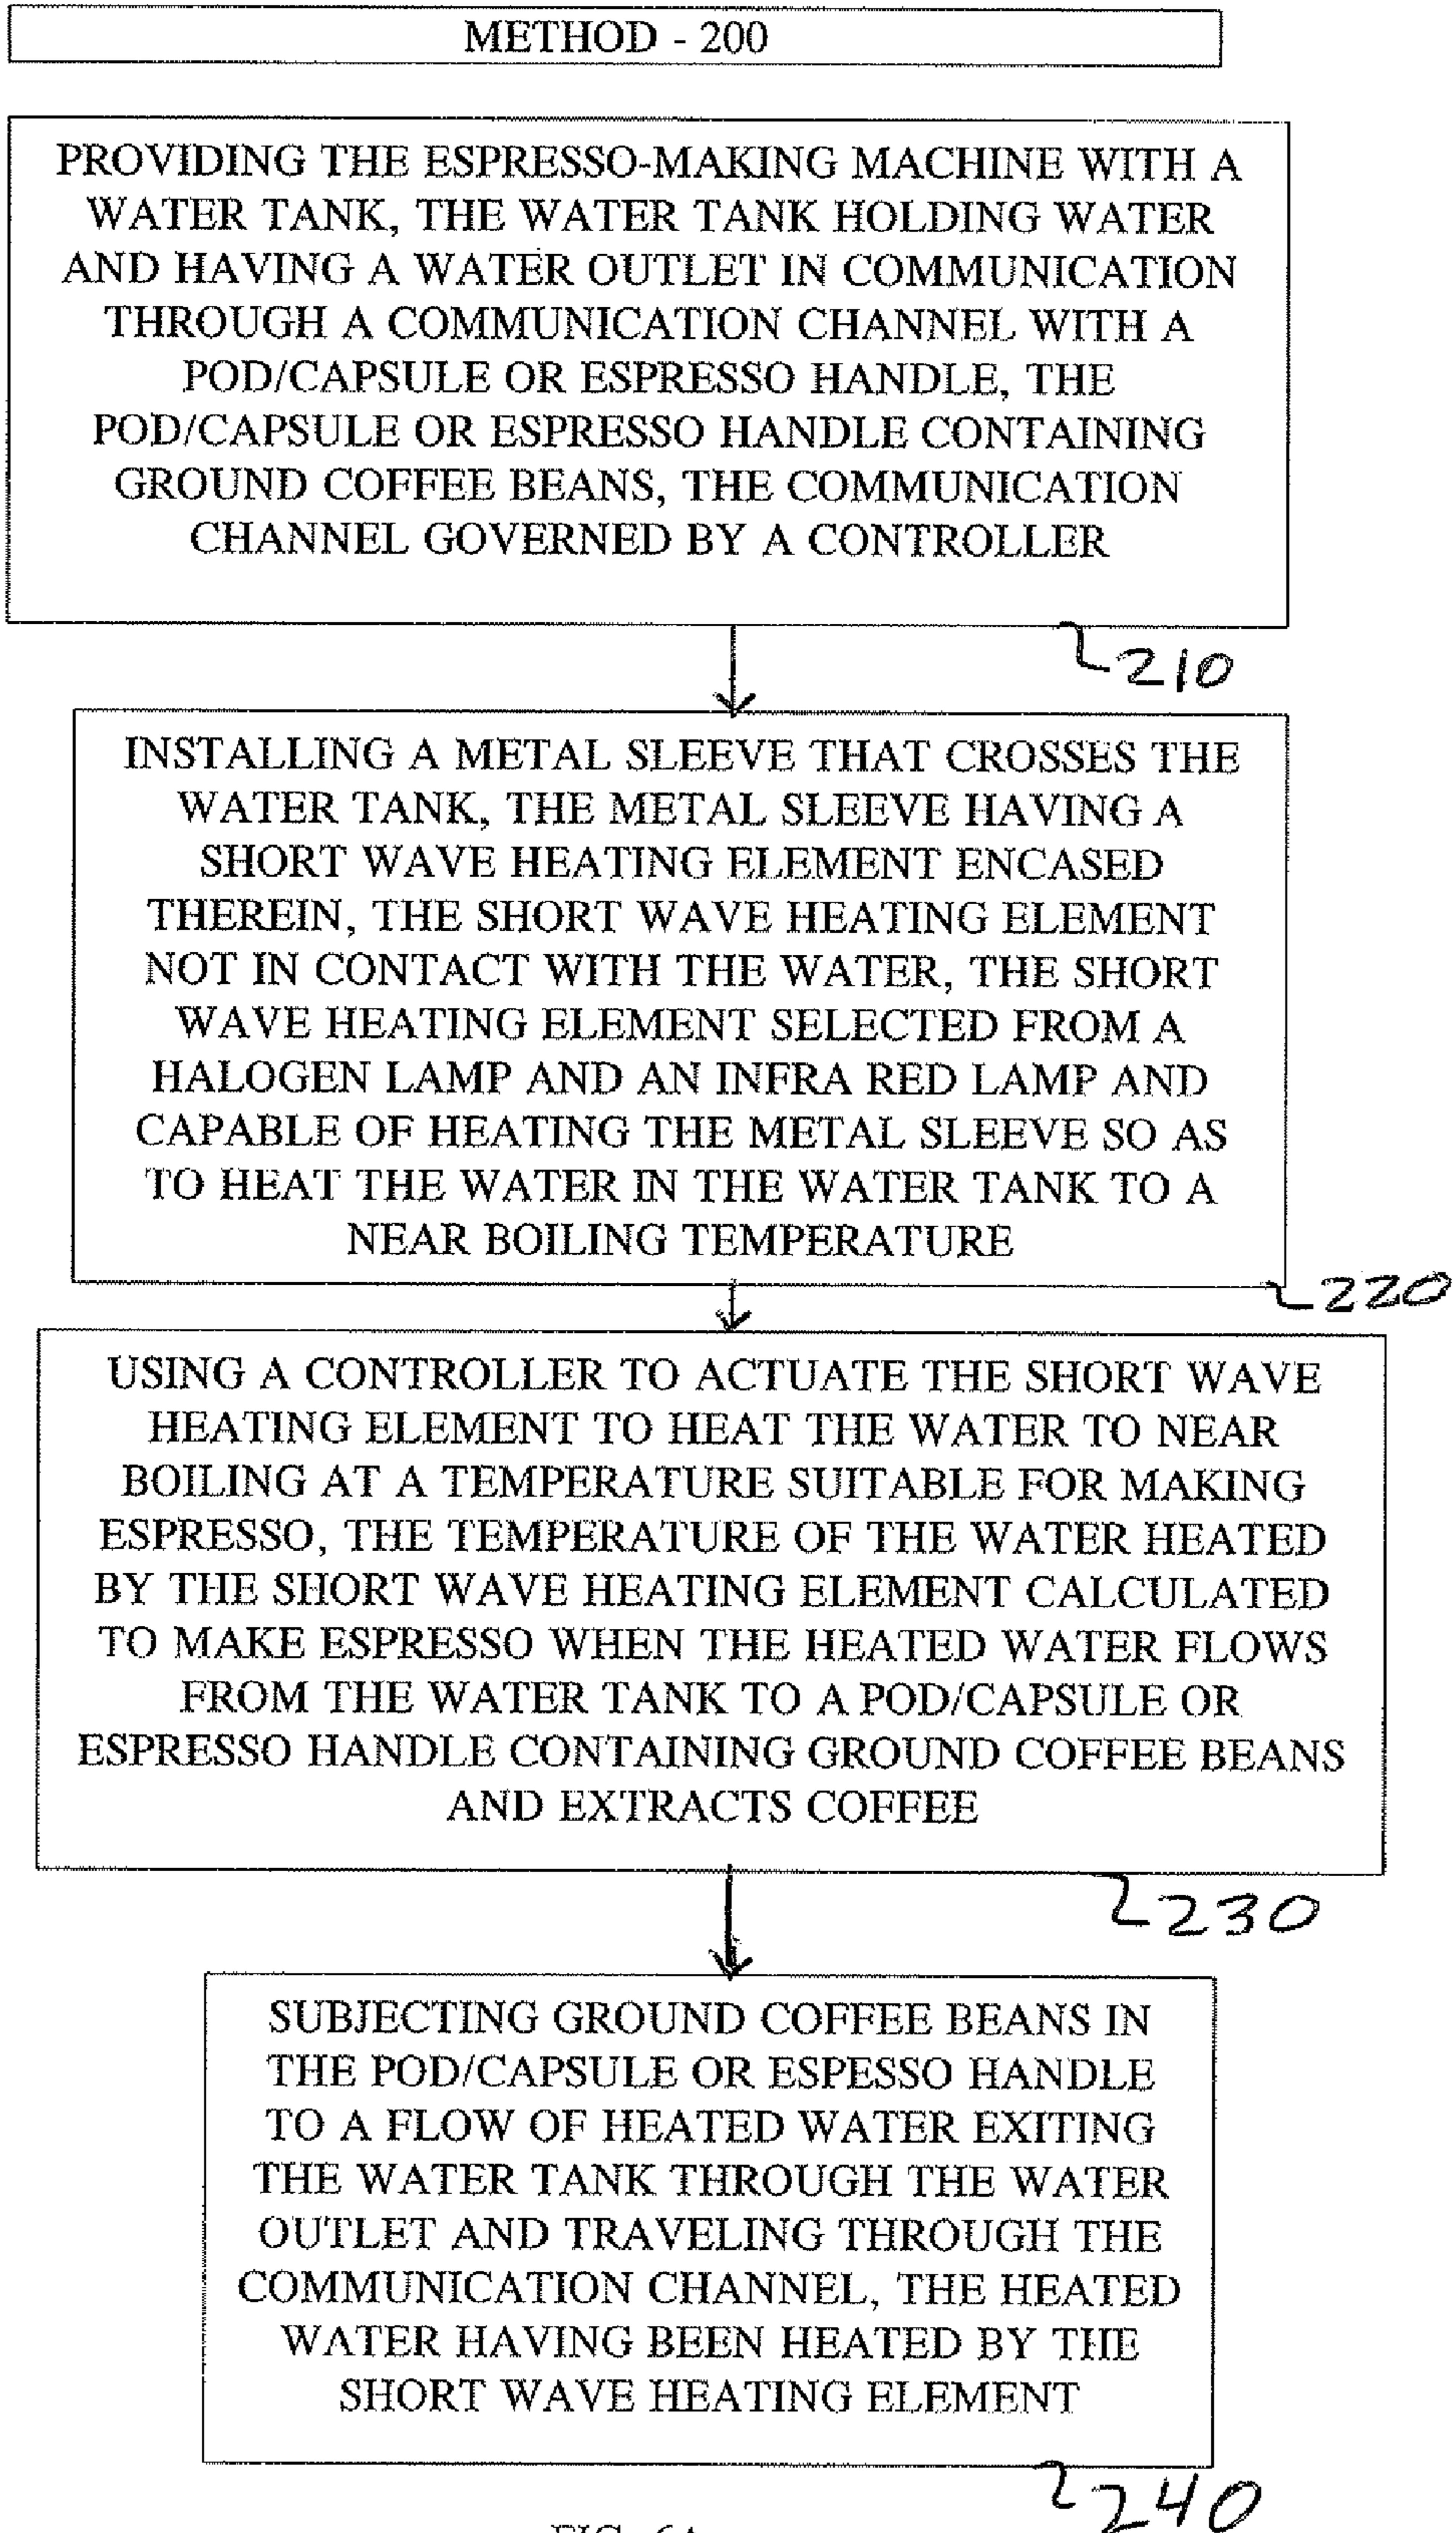 METHOD - 200
PROVIDING THE ESPRESSO-MAKING MACHINE WITH A
WATER TANK, THE WATER TANK HOLDING WATER
AND HAVING A WATER OUTLET IN COMMUNICATION
THROUGH A COMMUNICATION CHANNEL WITH A
POD/CAPSULE OR ESPRESSO HANDLE, THE
POD/CAPSULE OR ESPRESSO HANDLE CONTAINING
GROUND COFFEE BEANS, THE COMMUNICATION
CHANNEL GOVERNED BY A CONTROLLER
210
INSTALLING A METAL SLEEVE THAT CROSSES THE
WATER TANK, THE METAL SLEEVE HAVING A
SHORT WAVE HEATING ELEMENT ENCASED
THEREIN, THE SHORT WAVE HEATING ELEMENT
NOT IN CONTACT WITH THE WATER, THE SHORT
WAVE HEATING ELEMENT SELECTED FROM A
HALOGEN LAMP AND AN INFRA RED LAMP AND
CAPABLE OF HEATING THE METAL SLEEVE SO AS
TO HEAT THE WATER IN THE WATER TANK TO A
NEAR BOILING TEMPERATURE
220
USING A CONTROLLER TO ACTUATE THE SHORT WAVE
HEATING ELEMENT TO HEAT THE WATER TO NEAR
BOILING AT A TEMPERATURE SUITABLE FOR MAKING
ESPRESSO, THE TEMPERATURE OF THE WATER HEATED
BY THE SHORT WAVE HEATING ELEMENT CALCULATED
TO MAKE ESPRESSO WHEN THE HEATED WATER FLOWS
FROM THE WATER TANK TO A POD/CAPSULE OR
ESPRESSO HANDLE CONTAINING GROUND COFFEE BEANS
AND EXTRACTS COFFEE
230
SUBJECTING GROUND COFFEE BEANS IN
THE POD/CAPSULE OR ESPESSO HANDLE
TO A FLOW OF HEATED WATER EXITING
THE WATER TANK THROUGH THE WATER
OUTLET AND TRAVELING THROUGH THE
COMMUNICATION CHANNEL, THE HEATED
WATER HAVING BEEN HEATED BY THE
SHORT WAVE HEATING ELEMENT
240
FIG. 6A